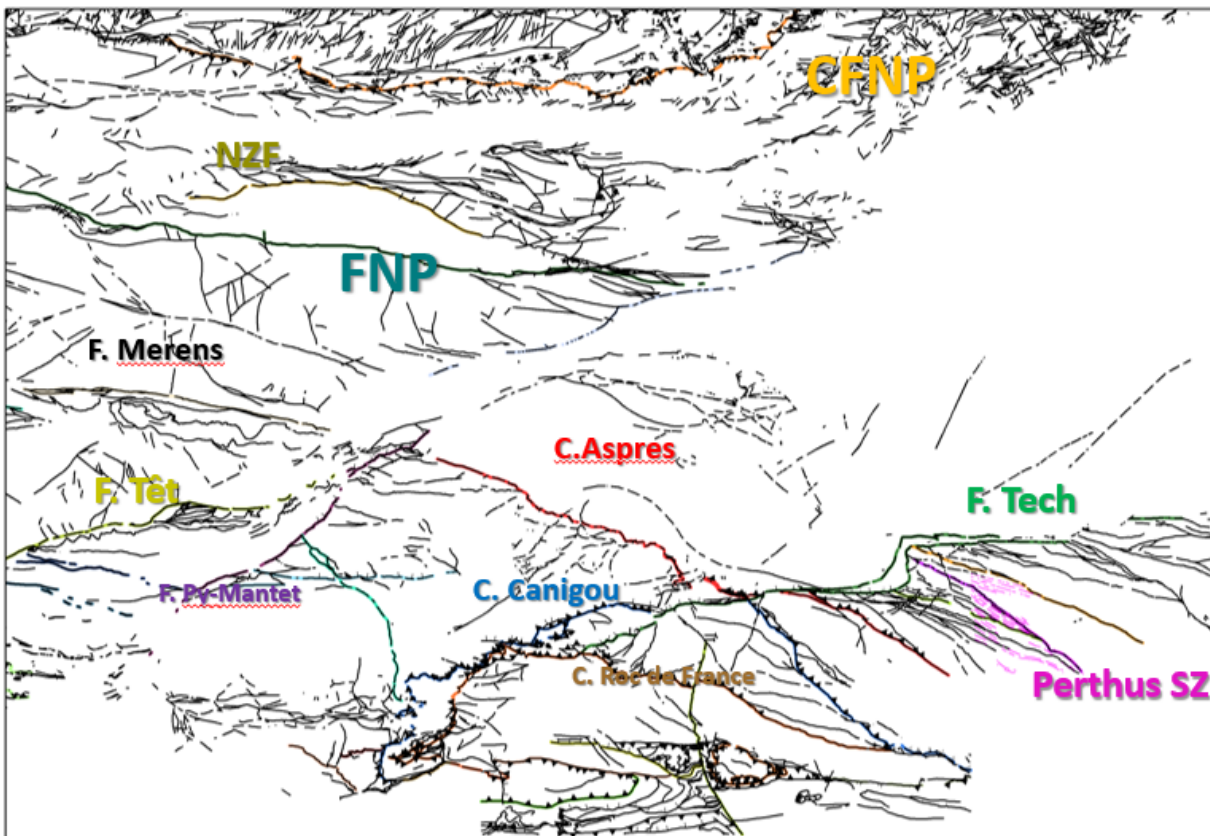 CFNP
NZF
FNP
F. Merens
C.Aspres
F. Têt
F. Tech
F. Py-Mantet
C. Canigou
C. Roc de France
Perthus SZ